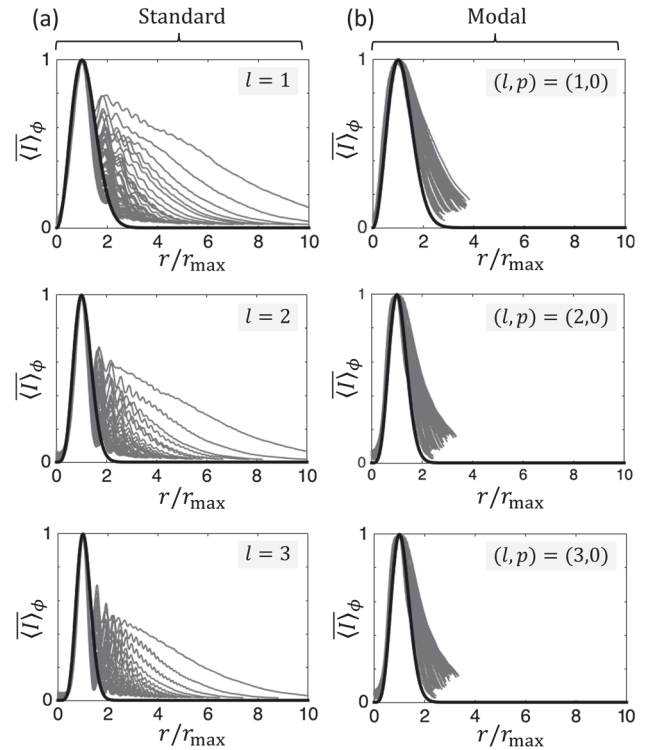 (a) Standard
(b) Modal
1
l = 1
⟨I⟩ϕ
0
0 2 4 6 8 10
r/rmax
1
(l, p) = (1,0)
⟨I⟩ϕ
0
0 2 4 6 8 10
r/rmax
1
l = 2
⟨I⟩ϕ
0
0 2 4 6 8 10
r/rmax
1
(l, p) = (2,0)
⟨I⟩ϕ
0
0 2 4 6 8 10
r/rmax
1
l = 3
⟨I⟩ϕ
0
0 2 4 6 8 10
r/rmax
1
(l, p) = (3,0)
⟨I⟩ϕ
0
0 2 4 6 8 10
r/rmax